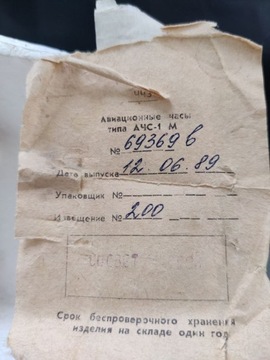 Авиационные часы
типа АЧС-1 М
№ 69369 в
Дата выпуска 12.06.89
Упаковщик №
Извещение № 200
Срок беспроверочного хранения
изделия на складе один год